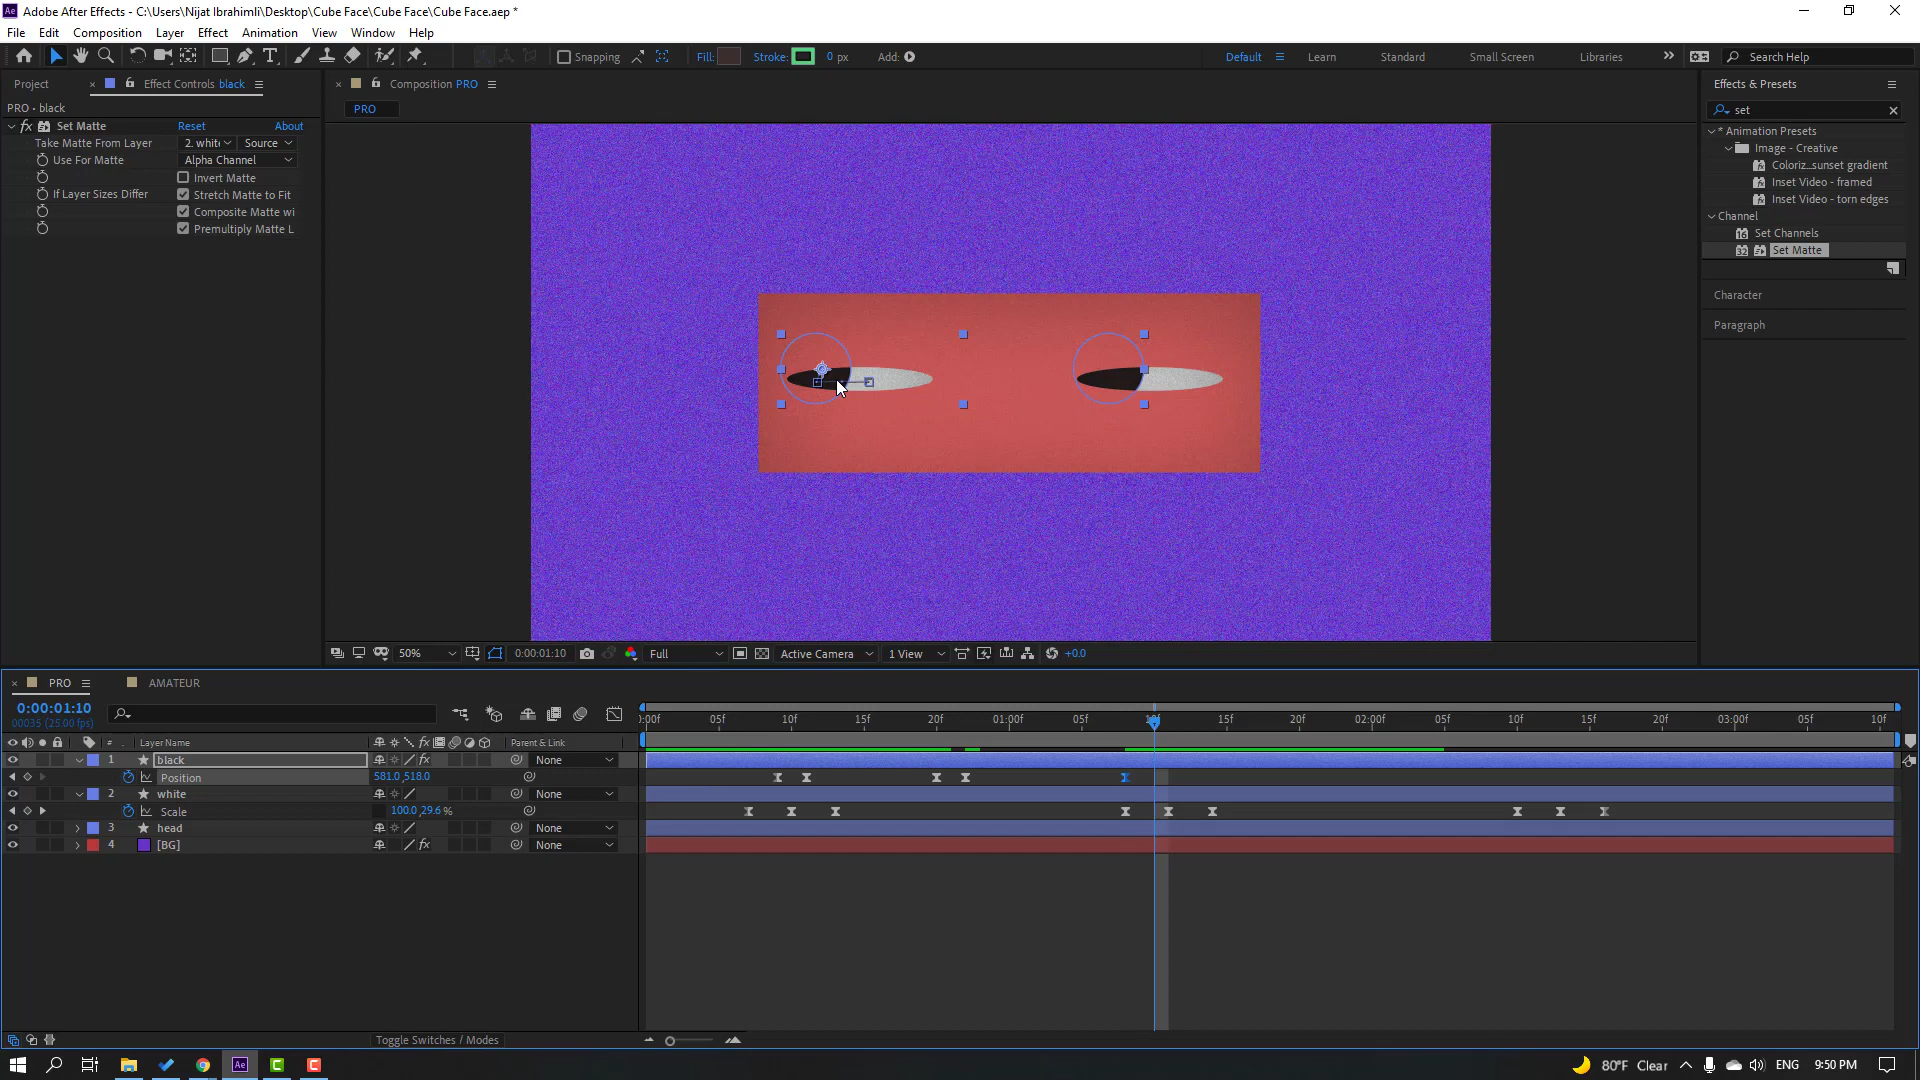 Adobe After Effects - C:\Users\Nijat Ibrahimli\Desktop\Cube Face\Cube Face\Cube Face.aep *
File Edit Composition Layer Effect Animation View Window Help
Snapping Fill: Stroke: 0 px Add: Default Learn Standard Small Screen Libraries Search Help
Project Effect Controls black Composition PRO Effects & Presets
PRO • black PRO set
fx Set Matte Reset About
Take Matte From Layer 2. white Source
Use For Matte Alpha Channel
Invert Matte
If Layer Sizes Differ Stretch Matte to Fit
Composite Matte wi
Premultiply Matte L
* Animation Presets
Image - Creative
Coloriz...sunset gradient
Inset Video - framed
Inset Video - torn edges
Channel
16 Set Channels
32 Set Matte
Character
Paragraph
50% 0:00:01:10 Full Active Camera 1 View +0.0
PRO AMATEUR
0:00:01:10
00035 (25.00 fps)
):00f 05f 10f 15f 20f 01:00f 05f 10f 15f 20f 02:00f 05f 10f 15f 20f 03:00f 05f 10f
# Layer Name fx Parent & Link
1 black fx None
Position 581.0,518.0
2 white None
Scale 100.0,29.6 %
3 head None
4 [BG] fx None
Toggle Switches / Modes
Ae C C 80°F Clear ENG 9:50 PM